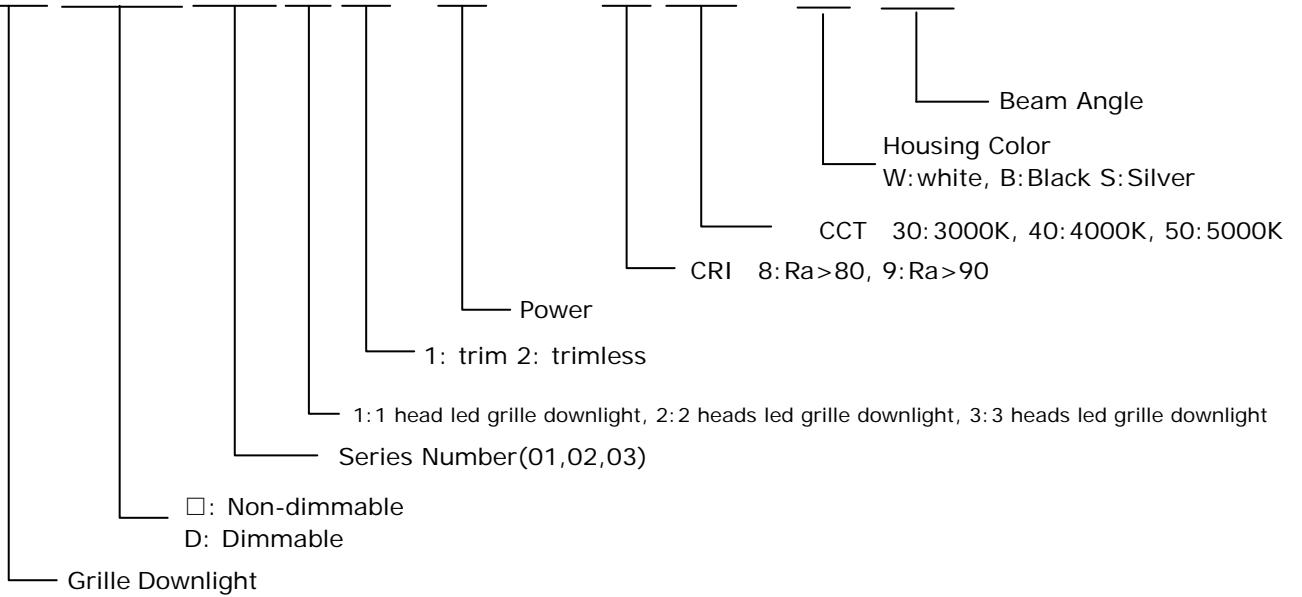 Beam Angle
Housing Color
W:white, B:Black S:Silver
CCT 30:3000K, 40:4000K, 50:5000K
CRI 8:Ra>80, 9:Ra>90
Power
1: trim 2: trimless
1:1 head led grille downlight, 2:2 heads led grille downlight, 3:3 heads led grille downlight
Series Number(01,02,03)
□: Non-dimmable
D: Dimmable
Grille Downlight